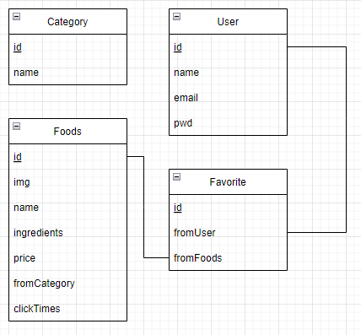 Category
id
name
User
id
name
email
pwd
Foods
id
img
name
ingredients
price
fromCategory
clickTimes
Favorite
id
fromUser
fromFoods